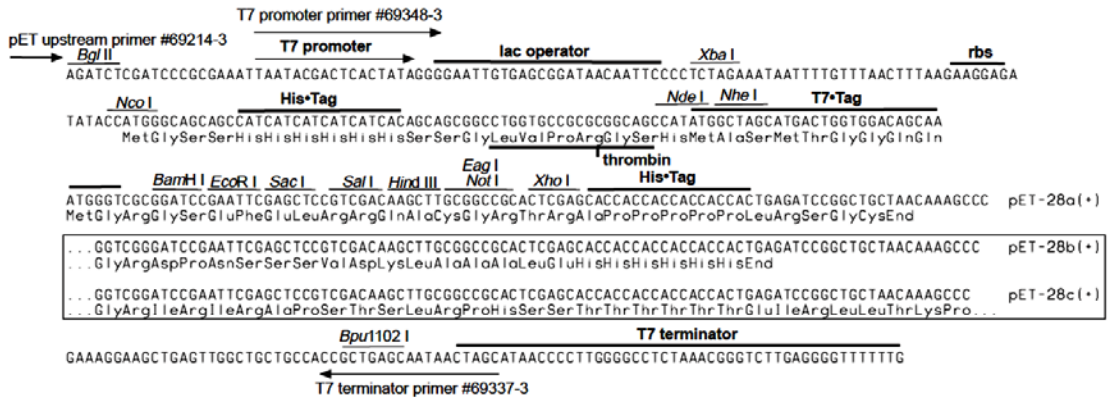 T7 promoter primer #69348-3
pET upstream primer #69214-3
Bgl II
T7 promoter
lac operator
Xba I
rbs
AGATCTCGATCCCGCGAAATTAATACGACTCACTATAGGGGAATTGTGAGCGGATAACAATTCCCCTCTAGAAATAATTTTGTTTAACTTTAAGAAGGAGA
Nco I
His•Tag
Nde I
Nhe I
T7•Tag
TATACCATGGGCAGCAGCCATCATCATCATCATCACAGCAGCGGCCTGGTGCCGCGCGGCAGCCATATGGCTAGCATGACTGGTGGACAGCAA
MetGlySerSerHisHisHisHisHisHisSerSerGlyLeuValProArgGlySerHisMetAlaSerMetThrGlyGlyGlnGln
thrombin
BamH I
EcoR I
Sac I
Sal I
Hind III
Eag I
Not I
Xho I
His•Tag
ATGGGTCGCGGATCCGAATTCGAGCTCCGTCGACAAGCTTGCGGCCGCACTCGAGCACCACCACCACCACCACTGAGATCCGGCTGCTAACAAAGCCC pET-28a(+)
MetGlyArgGlySerGluPheGluLeuArgArgGlnAlaCysGlyArgThrArgAlaProProProProProLeuArgSerGlyCysEnd
...GGTCGGGATCCGAATTCGAGCTCCGTCGACAAGCTTGCGGCCGCACTCGAGCACCACCACCACCACCACTGAGATCCGGCTGCTAACAAAGCCC pET-28b(+)
...GlyArgAspProAsnSerSerSerValAspLysLeuAlaAlaAlaLeuGluHisHisHisHisHisHisEnd
...GGTCGGATCCGAATTCGAGCTCCGTCGACAAGCTTGCGGCCGCACTCGAGCACCACCACCACCACCACTGAGATCCGGCTGCTAACAAAGCCC pET-28c(+)
...GlyArgIleArgIleArgAlaProSerThrSerLeuArgProHisSerSerThrThrThrThrThrThrGluIleArgLeuLeuThrLysPro...
Bpu1102 I
T7 terminator
GAAAGGAAGCTGAGTTGGCTGCTGCCACCGCTGAGCAATAACTAGCATAACCCCTTGGGGCCTCTAAACGGGTCTTGAGGGGTTTTTTG
T7 terminator primer #69337-3